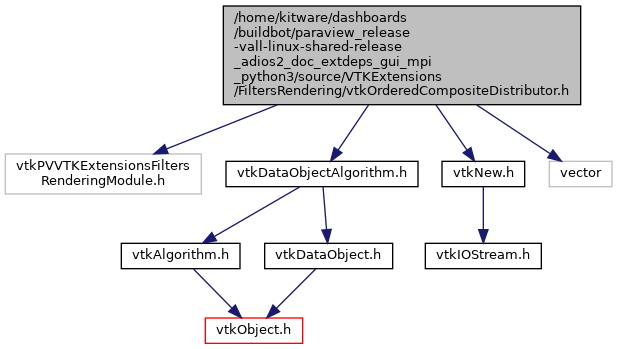 /home/kitware/dashboards
/buildbot/paraview_release
-vall-linux-shared-release
_adios2_doc_extdeps_gui_mpi
_python3/source/VTKExtensions
/FiltersRendering/vtkOrderedCompositeDistributor.h
vtkPVVTKExtensionsFilters
RenderingModule.h
vtkDataObjectAlgorithm.h
vtkNew.h
vector
vtkAlgorithm.h
vtkDataObject.h
vtkIOStream.h
vtkObject.h